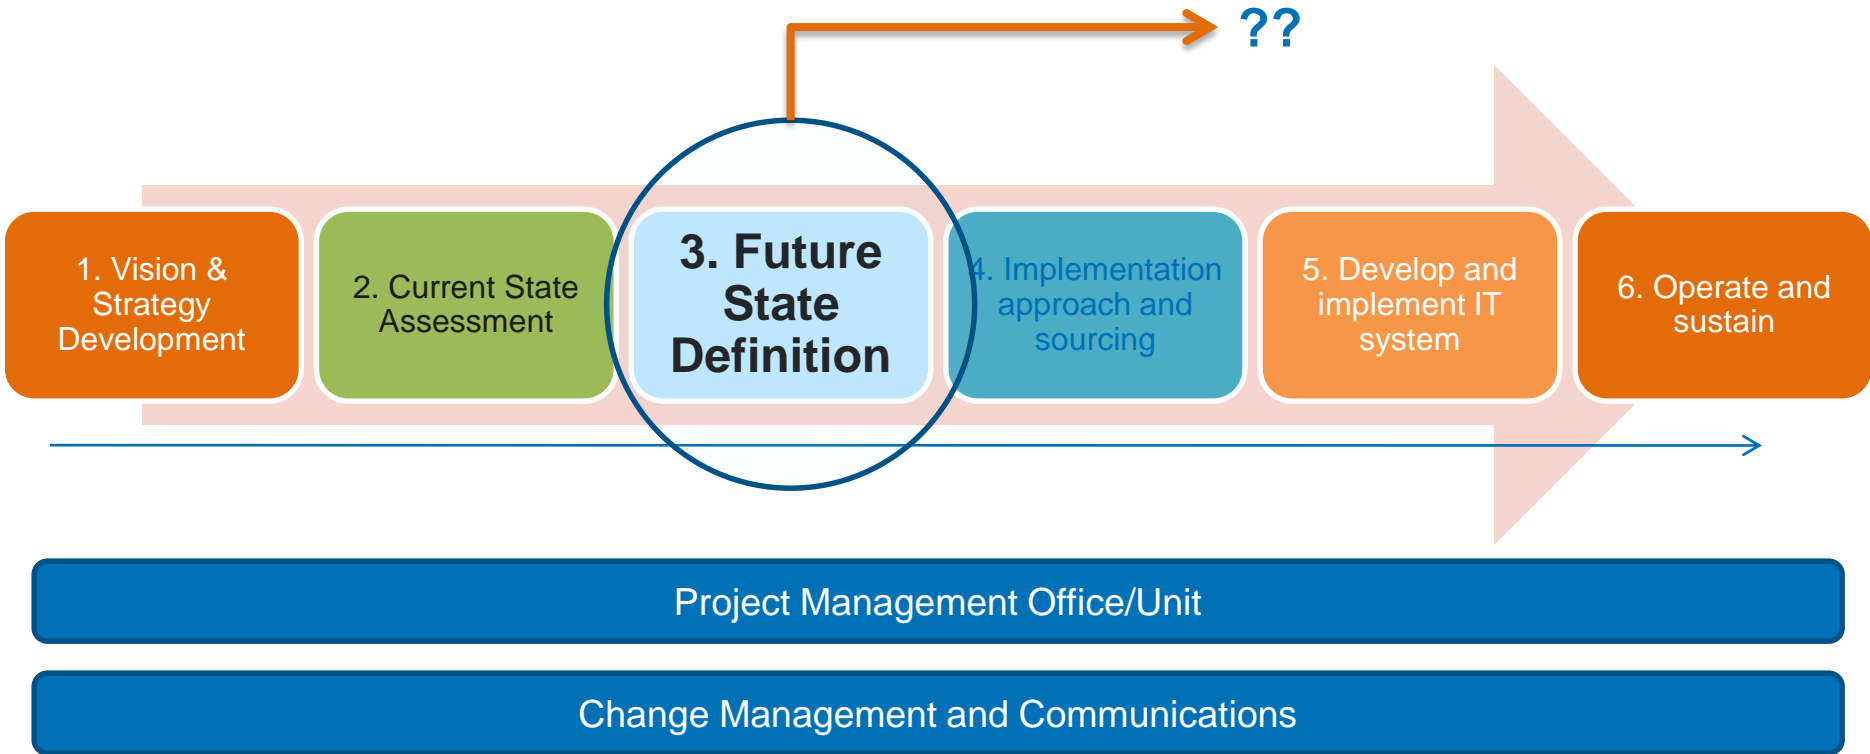 ??
1. Vision &
Strategy
Development
2. Current State
Assessment
3. Future
State
Definition
4. Implementation
approach and
sourcing
5. Develop and
implement IT
system
6. Operate and
sustain
Project Management Office/Unit
Change Management and Communications